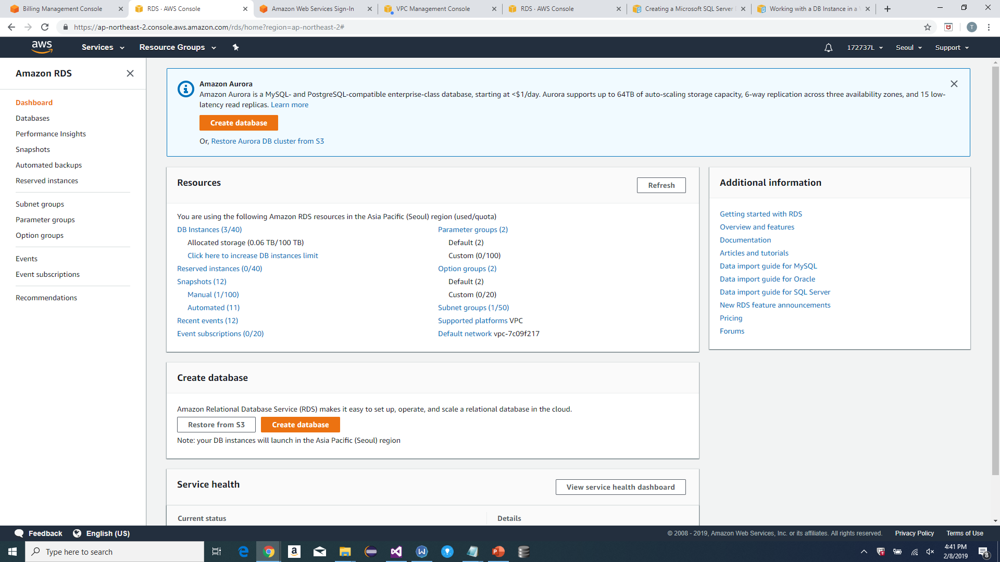 Billing Management Console
RDS · AWS Console
Amazon Web Services Sign-In
VPC Management Console
RDS · AWS Console
Creating a Microsoft SQL Server
Working with a DB Instance in a
https://ap-northeast-2.console.aws.amazon.com/rds/home?region=ap-northeast-2#
T
aws
Services
Resource Groups
172737L
Seoul
Support
Amazon RDS
Dashboard
Databases
Performance Insights
Snapshots
Automated backups
Reserved instances
Subnet groups
Parameter groups
Option groups
Events
Event subscriptions
Recommendations
Amazon Aurora
Amazon Aurora is a MySQL- and PostgreSQL-compatible enterprise-class database, starting at <$1/day. Aurora supports up to 64TB of auto-scaling storage capacity, 6-way replication across three availability zones, and 15 low-
latency read replicas. Learn more
Create database
Or, Restore Aurora DB cluster from S3
Resources
Refresh
You are using the following Amazon RDS resources in the Asia Pacific (Seoul) region (used/quota)
DB Instances (3/40)
Allocated storage (0.06 TB/100 TB)
Click here to increase DB instances limit
Reserved instances (0/40)
Snapshots (12)
Manual (1/100)
Automated (11)
Recent events (12)
Event subscriptions (0/20)
Parameter groups (2)
Default (2)
Custom (0/100)
Option groups (2)
Default (2)
Custom (0/20)
Subnet groups (1/50)
Supported platforms VPC
Default network vpc-7c09f217
Additional information
Getting started with RDS
Overview and features
Documentation
Articles and tutorials
Data import guide for MySQL
Data import guide for Oracle
Data import guide for SQL Server
New RDS feature announcements
Pricing
Forums
Create database
Amazon Relational Database Service (RDS) makes it easy to set up, operate, and scale a relational database in the cloud.
Restore from S3
Create database
Note: your DB instances will launch in the Asia Pacific (Seoul) region
Service health
View service health dashboard
Current status
Details
Feedback
English (US)
© 2008 - 2019, Amazon Web Services, Inc. or its affiliates. All rights reserved.
Privacy Policy
Terms of Use
Type here to search
4:41 PM
2/8/2019
8